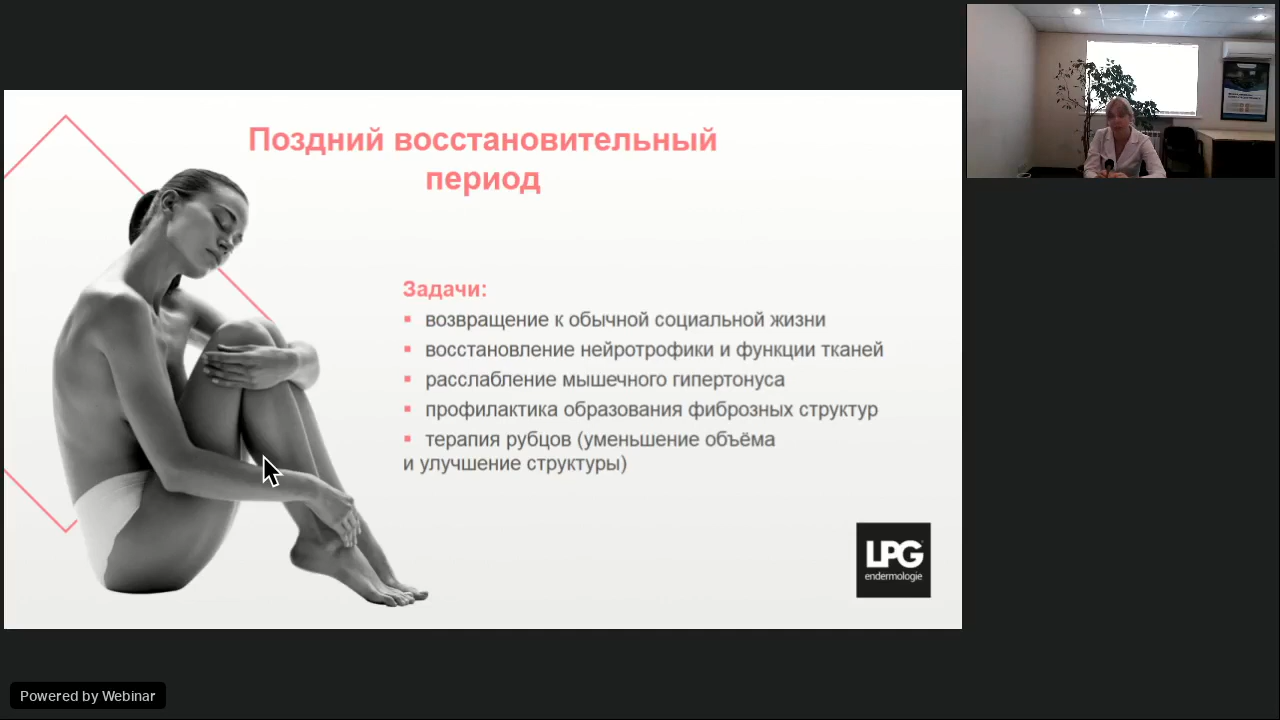 Поздний восстановительный
период
Задачи:
▪ возвращение к обычной социальной жизни
▪ восстановление нейротрофики и функции тканей
▪ расслабление мышечного гипертонуса
▪ профилактика образования фиброзных структур
▪ терапия рубцов (уменьшение объёма
и улучшение структуры)
LPG
endermologie
Powered by Webinar